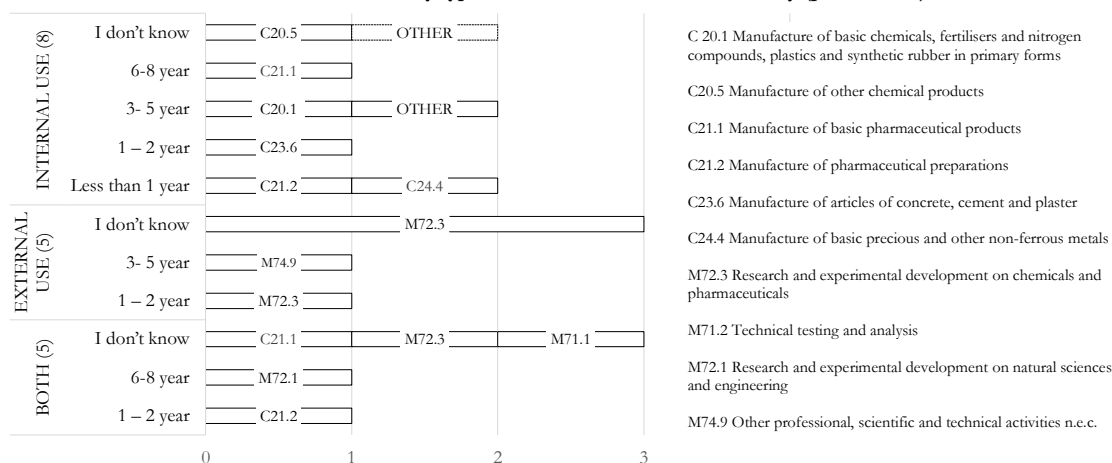 I don't know
C20.5
OTHER
6-8 year
C21.1
3- 5 year
C20.1
OTHER
1 – 2 year
C23.6
Less than 1 year
C21.2
C24.4
INTERNAL USE (8)
I don't know
M72.3
3- 5 year
M74.9
1 – 2 year
M72.3
EXTERNAL
USE (5)
I don't know
C21.1
M72.3
M71.1
6-8 year
M72.1
1 – 2 year
C21.2
BOTH (5)
0
1
2
3
C 20.1 Manufacture of basic chemicals, fertilisers and nitrogen
compounds, plastics and synthetic rubber in primary forms
C20.5 Manufacture of other chemical products
C21.1 Manufacture of basic pharmaceutical products
C21.2 Manufacture of pharmaceutical preparations
C23.6 Manufacture of articles of concrete, cement and plaster
C24.4 Manufacture of basic precious and other non-ferrous metals
M72.3 Research and experimental development on chemicals and
pharmaceuticals
M71.2 Technical testing and analysis
M72.1 Research and experimental development on natural sciences
and engineering
M74.9 Other professional, scientific and technical activities n.e.c.